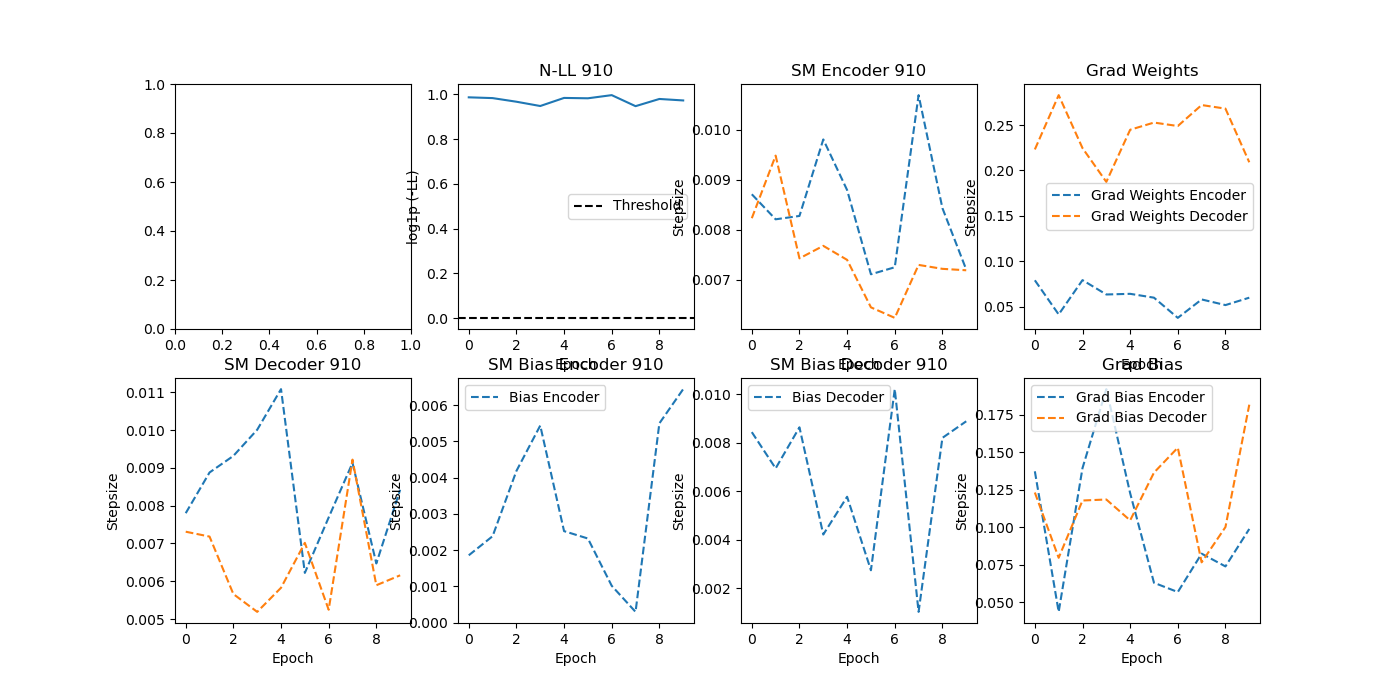 1.0
0.8
0.6
0.4
0.2
0.0
0.0 0.2 0.4 0.6 0.8 1.0
N-LL 910
log1p (-LL)
1.0
0.8
0.6
0.4
0.2
0.0
Threshold
0 2 4 6 8
Epoch
SM Encoder 910
Stepsize
0.010
0.009
0.008
0.007
0 2 4 6 8
Epoch
Grad Weights
Stepsize
0.25
0.20
0.15
0.10
0.05
Grad Weights Encoder
Grad Weights Decoder
0 2 4 6 8
Epoch
SM Decoder 910
Stepsize
0.011
0.010
0.009
0.008
0.007
0.006
0.005
0 2 4 6 8
Epoch
SM Bias Encoder 910
Stepsize
0.006
0.005
0.004
0.003
0.002
0.001
0.000
Bias Encoder
0 2 4 6 8
Epoch
SM Bias Decoder 910
Stepsize
0.010
0.008
0.006
0.004
0.002
Bias Decoder
0 2 4 6 8
Epoch
Grad Bias
Stepsize
0.175
0.150
0.125
0.100
0.075
0.050
Grad Bias Encoder
Grad Bias Decoder
0 2 4 6 8
Epoch